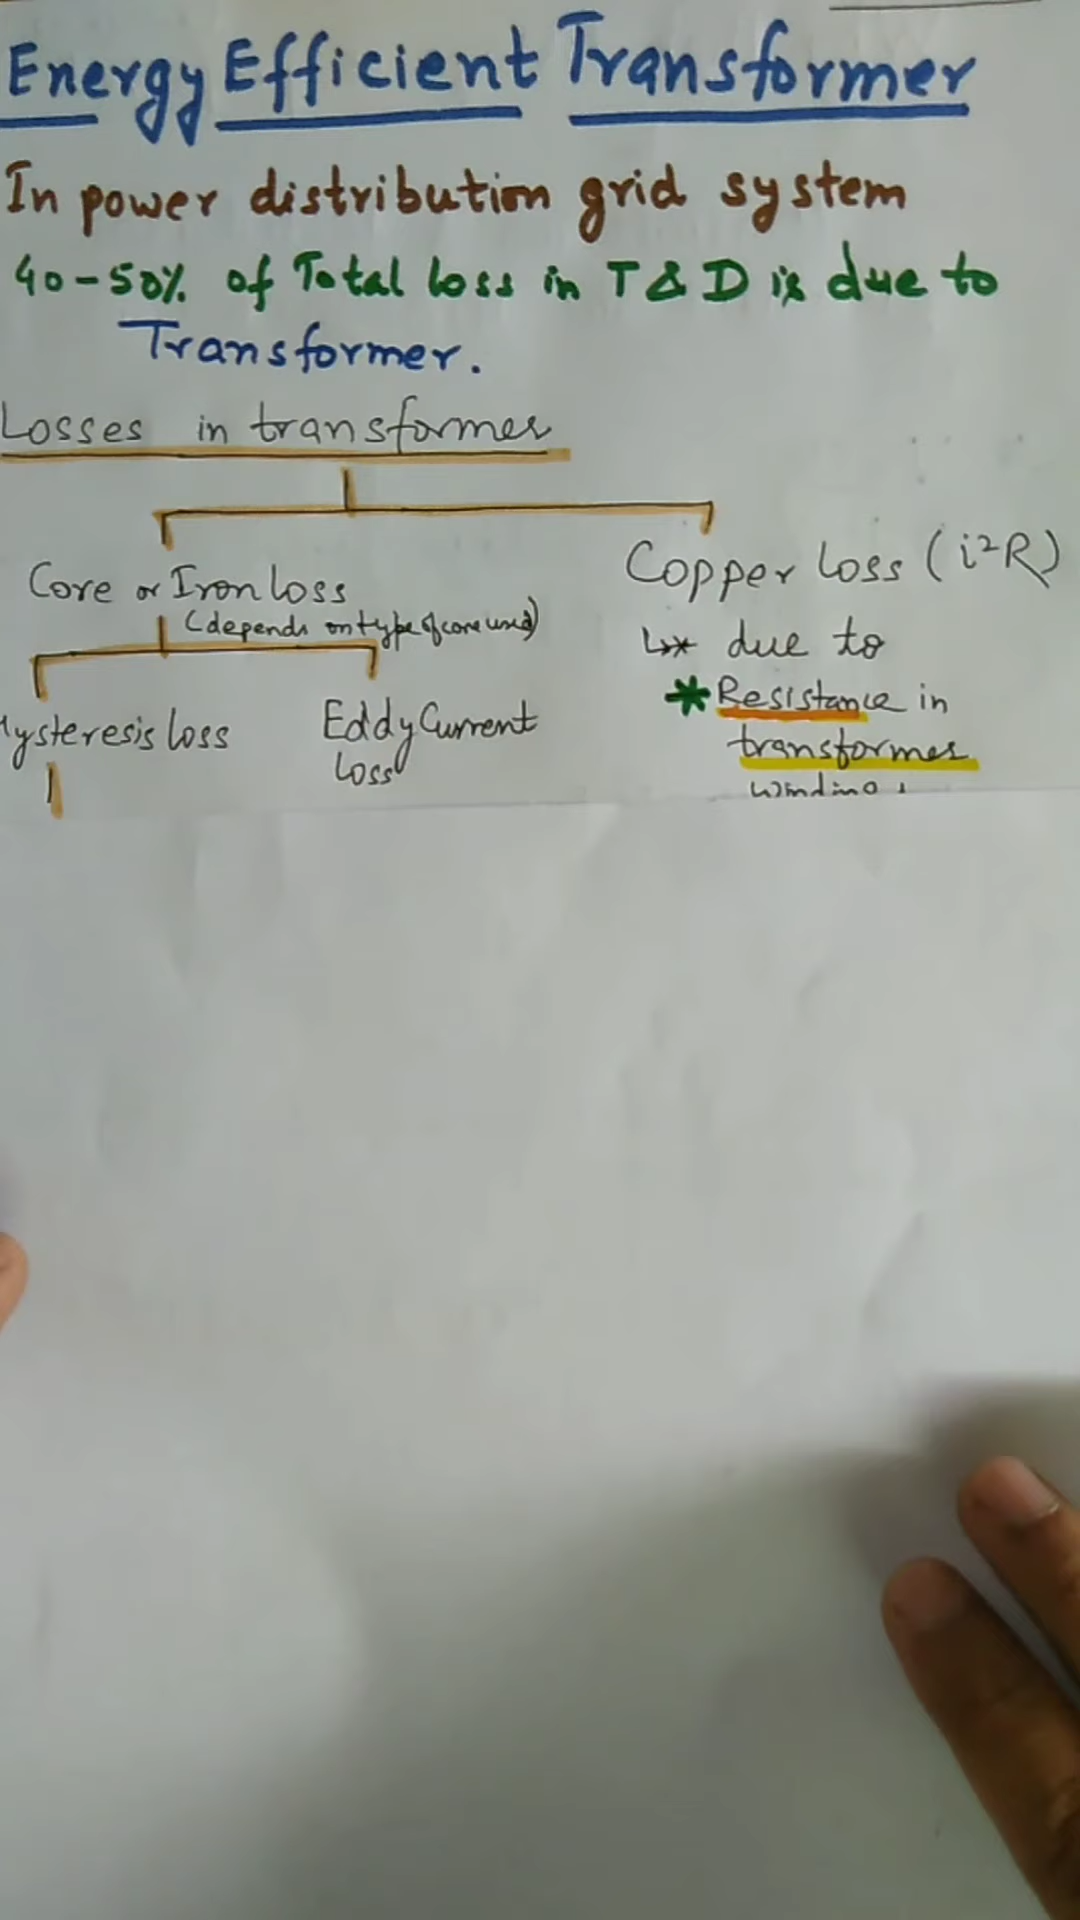 Energy Efficient Transformer
In power distribution grid system
40-50% of Total loss in T & D is due to
Transformer.
Losses in transformer
Core or Iron loss
(depends on type of core used)
Hysteresis loss
Eddy Current
Loss
Copper Loss (i²R)
↳* due to
* Resistance in
transformer
winding.